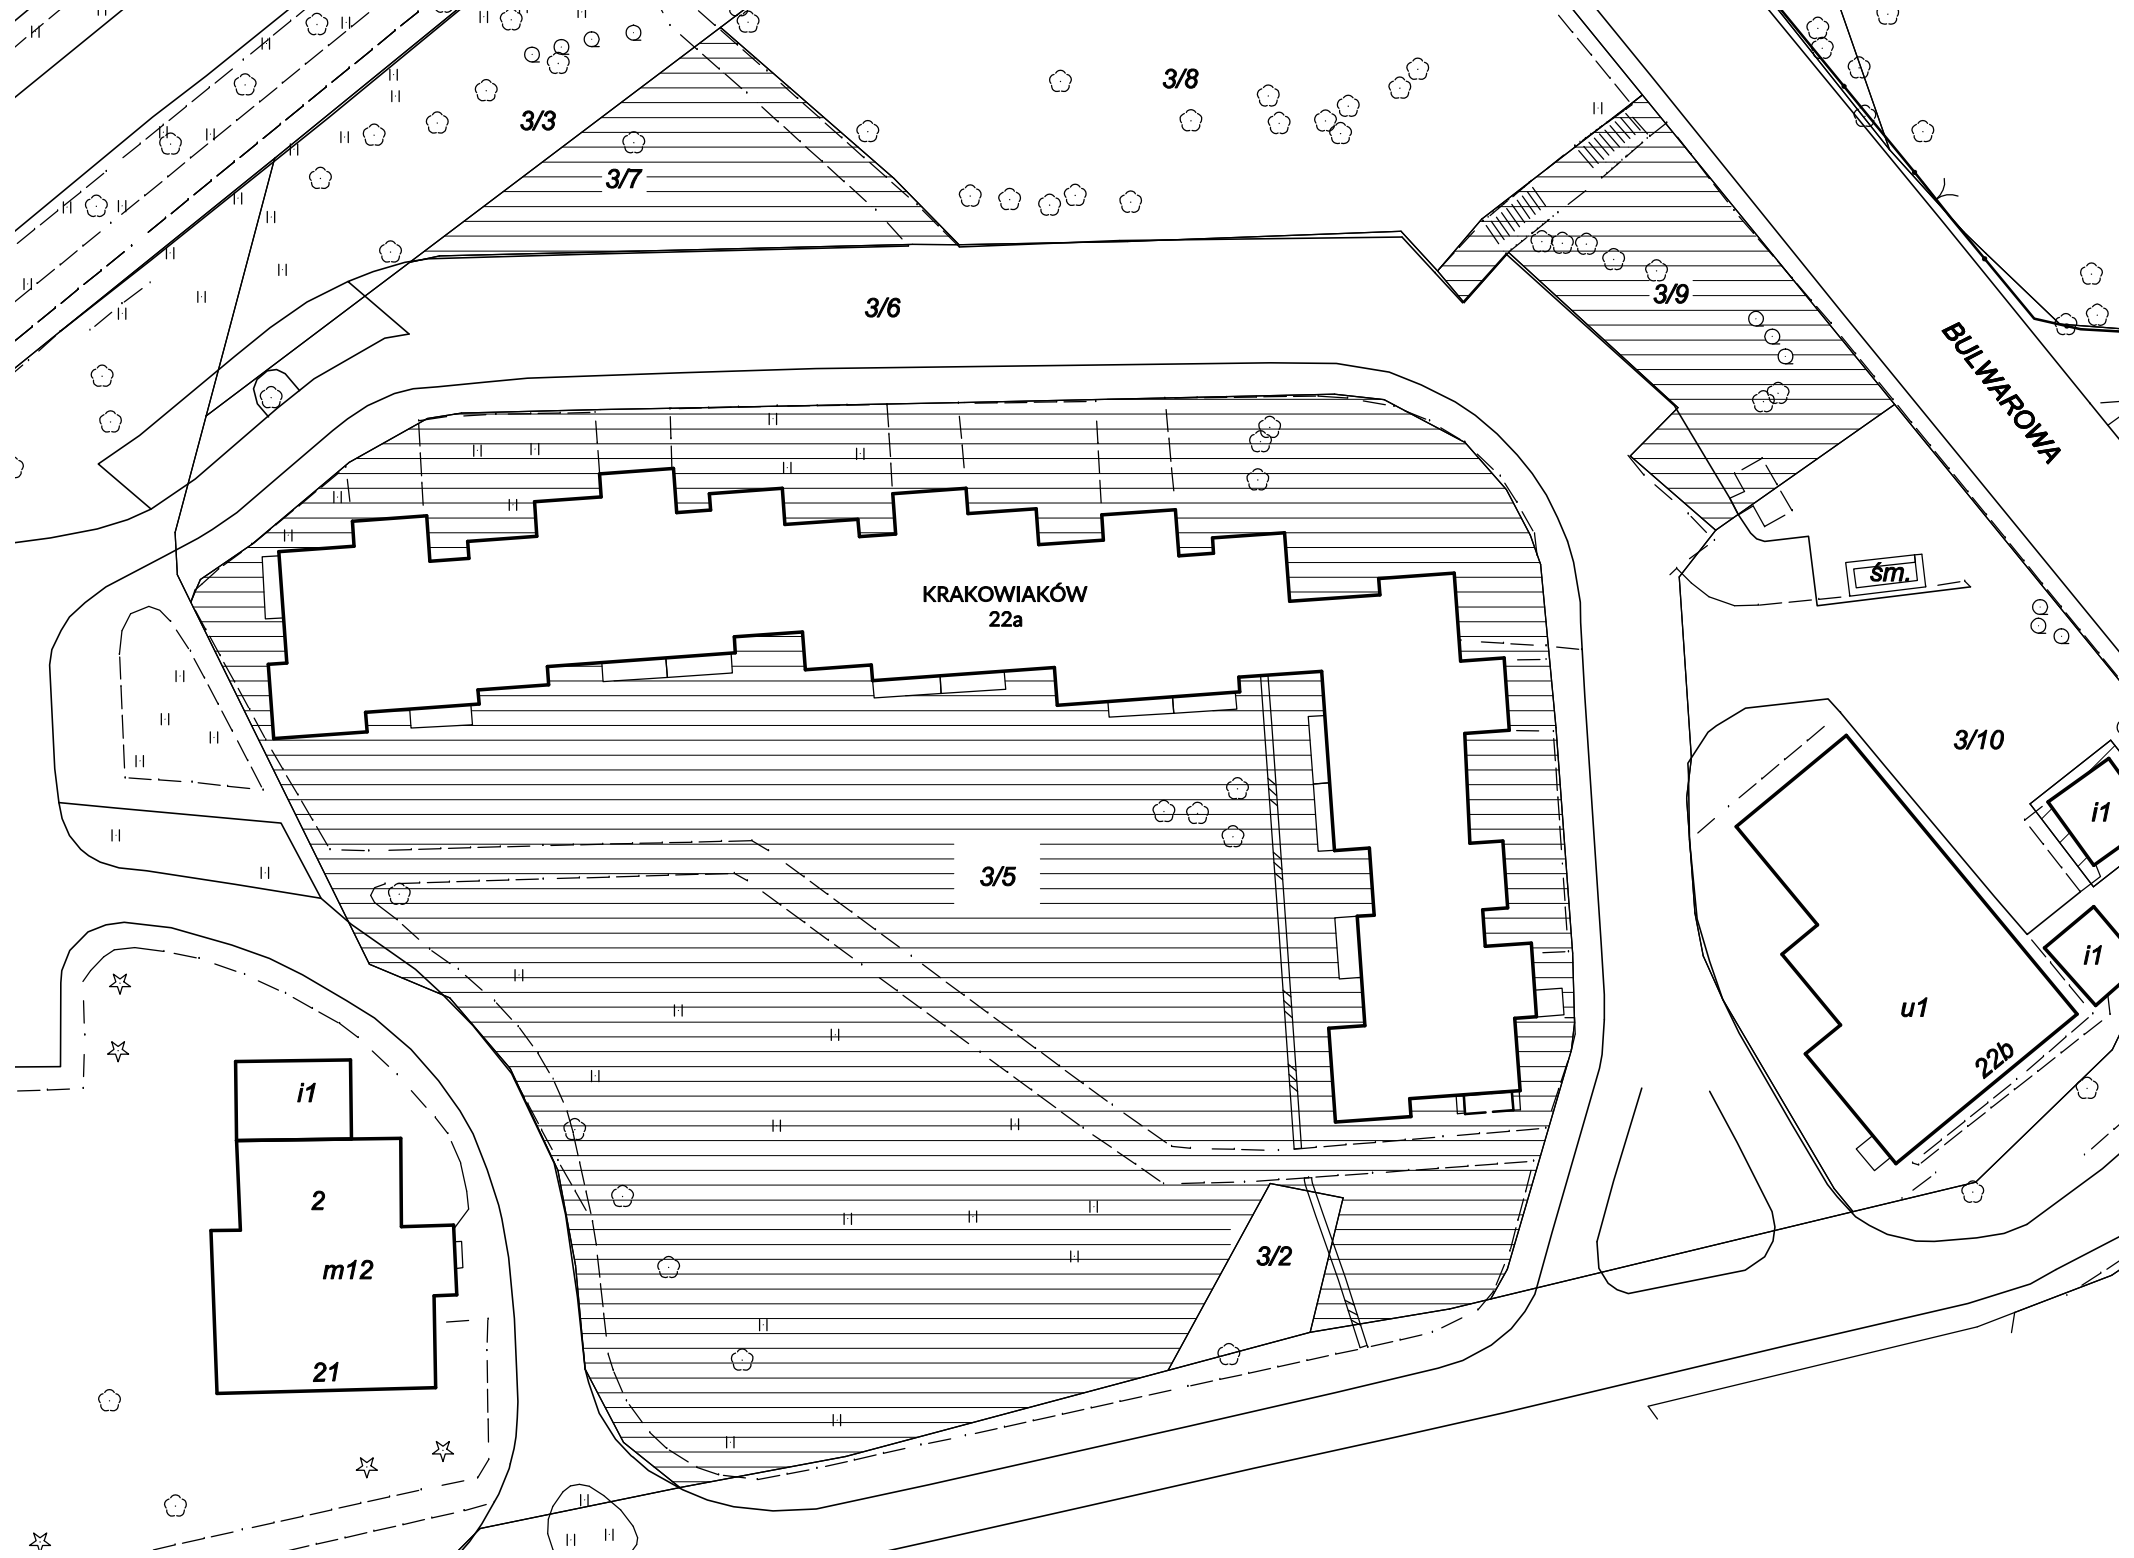 3/8
3/3
3/7
3/9
3/6
BULWAROWA
śm.
KRAKOWIAKÓW
22a
3/10
i1
3/5
i1
u1
22b
i1
2
3/2
m12
21